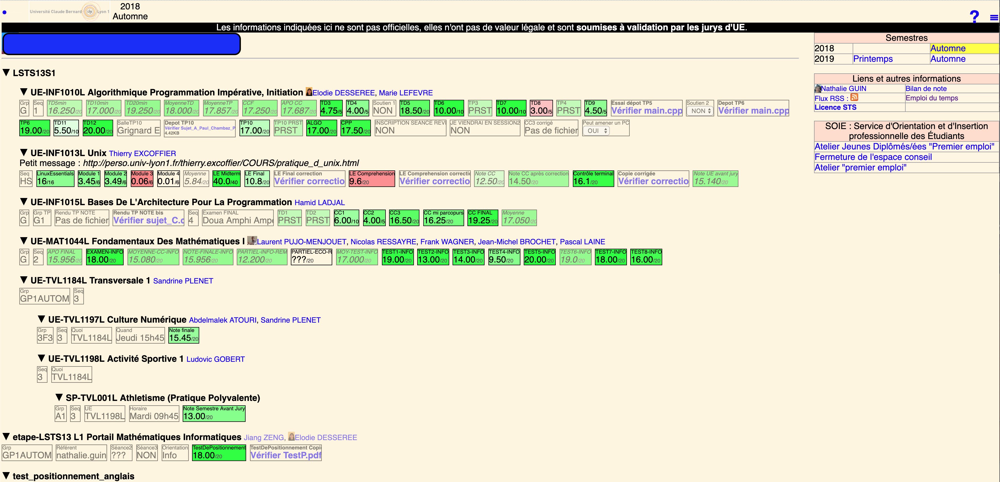 Université Claude Bernard Lyon 1
2018
Automne
?
Les informations indiquées ici ne sont pas officielles, elles n'ont pas de valeur légale et sont soumises à validation par les jurys d'UE.
LSTS13S1
UE-INF1010L Algorithmique Programmation Impérative, Initiation Elodie DESSEREE, Marie LEFEVRE
Grp Seq TD5min TD10min TD20min MoyenneTD MoyenneTP CCF APO CC TD3 TD4 Soutien 1 TD5 TD6 TP3 TD7 TD8 TP4 TD9 Essai dépot TP5 Soutien 2 Depot TP6
G 1 16.250/20 17.000/20 19.250/20 18.000/20 17.857/20 17.250/20 17.687/20 4.75/5 4.00/5 NON 18.50/20 10.00/10 PRST 10.00/10 3.00/5 PRST 4.50/5 Vérifier main.cpp NON Vérifier main.cpp
TP6 TD11 TD12 SalleTP10 Depot TP10 TP10 TP10 PRST ALGO CPP INSCRIPTION SEANCE REVI JE VIENDRAI EN SESSION2 CC3 corrigé Peut amener un PC
19.00/20 5.50/10 20.00/20 Grignard E Vérifier Sujet_A_Paul_Chambaz_P 17.00/20 PRST 17.00/20 17.50/20 NON NON Pas de fichier OUI
4.42KB
UE-INF1013L Unix Thierry EXCOFFIER
Petit message : http://perso.univ-lyon1.fr/thierry.excoffier/COURS/pratique_d_unix.html
Seq LinuxEssentials Module 1 Module 2 Module 3 Module 4 Moyenne LE Midterm LE Final LE Final correction LE Comprehension LE Comprehension correcti Note CC Note CC après correction Contrôle terminal Copie corrigée Note UE avant jury
HS 16/16 3.45/6 3.49/6 0.06/6 0.01/6 5.84/20 40.0/40 10.8/20 Vérifier correctio 9.6/20 Vérifier correctio 12.50/20 14.50/20 16.1/20 Vérifier correctio 15.140/20
UE-INF1015L Bases De L'Architecture Pour La Programmation Hamid LADJAL
Grp Grp TP Rendu TP NOTE Rendu TP NOTE bis Seq Examen FINAL TD1 TD2 CC1 CC2 CC3 CC mi parcopurs CC FINAL Moyenne
G G1 Pas de fichier Vérifier sujet_C.c 4 Doua Amphi Ampe PRST PRST 6.00/10 4.00/5 16.50/20 16.25/20 19.25/20 17.050/20
UE-MAT1044L Fondamentaux Des Mathématiques I Laurent PUJO-MENJOUET, Nicolas RESSAYRE, Frank WAGNER, Jean-Michel BROCHET, Pascal LAINE
Grp Seq APO FINAL EXAMEN-INFO MOYENNE-CC-INFO NOTE-FINALE-INFO PARTIEL-INFO-REM PARTIEL-ECO-R MOY-TEST-INFO TEST1-INFO TEST2-INFO TEST3-INFO TEST4-INFO TEST5-INFO TEST6-INFO TEST7-INFO TEST8-INFO
G 2 15.956/20 18.00/20 15.080/20 15.956/20 12.200/20 ???/20 17.000/20 19.00/20 13.00/20 14.00/20 9.50/20 20.00/20 19.0/20 18.00/20 16.00/20
UE-TVL1184L Transversale 1 Sandrine PLENET
Grp Seq
GP1AUTOM 3
UE-TVL1197L Culture Numérique Abdelmalek ATOURI, Sandrine PLENET
Grp Seq Quoi Quand Note finale
3F3 3 TVL1184L Jeudi 15h45 15.45/20
UE-TVL1198L Activité Sportive 1 Ludovic GOBERT
Seq Quoi
3 TVL1184L
SP-TVL001L Athletisme (Pratique Polyvalente)
Grp Seq UE Horaire Note Semestre Avant Jury
A1 3 TVL1198L Mardi 09h45 13.00/20
etape-LSTS13 L1 Portail Mathématiques Informatiques Jiang ZENG, Elodie DESSEREE
Grp Référent Séance2 Séance3 Orientation TestDePositionnement TestDePositionnement Copi
GP1AUTOM nathalie.guin ??? NON Info 18.00/20 Vérifier TestP.pdf
test_positionnement_anglais
Semestres
2018 Automne
2019 Printemps Automne
Liens et autres informations
Nathalie GUIN Bilan de note
Flux RSS : Emploi du temps
Licence STS
SOIE : Service d'Orientation et d'Insertion
professionnelle des Étudiants
Atelier Jeunes Diplômés/ées "Premier emploi"
Fermeture de l'espace conseil
Atelier "premier emploi"